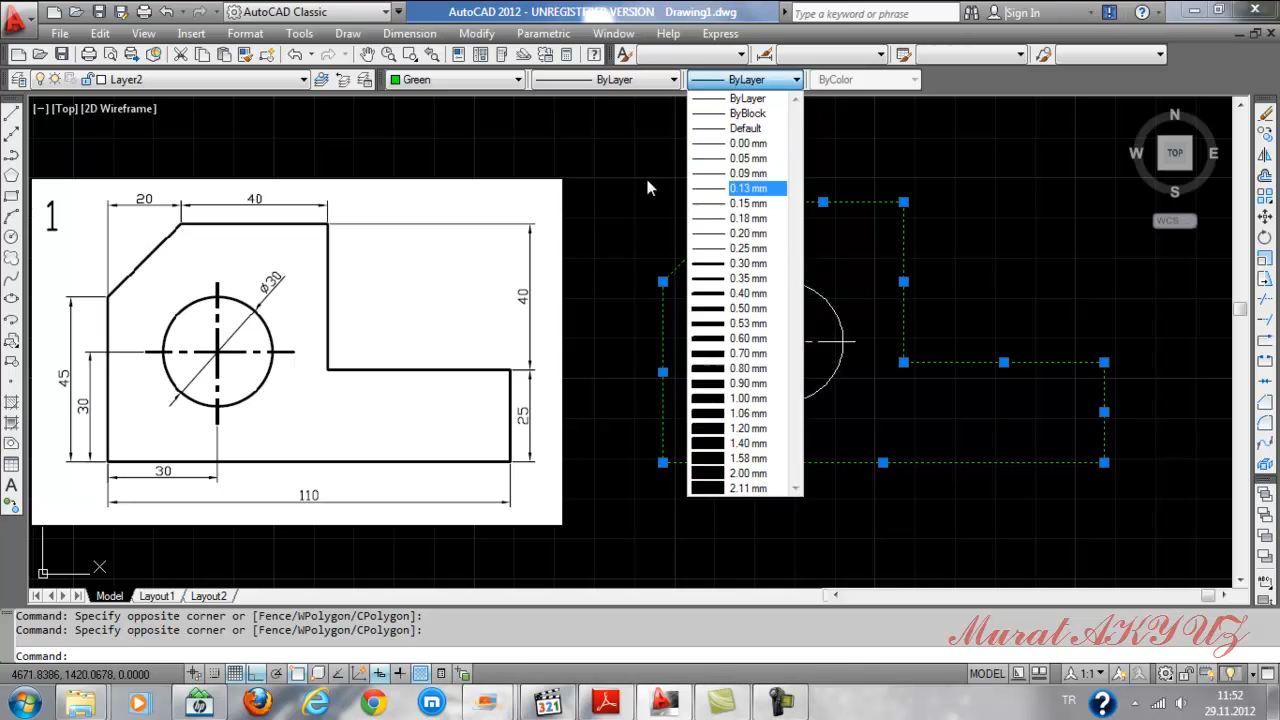 AutoCAD Classic
AutoCAD 2012 - UNREGISTERED VERSION Drawing1.dwg
Type a keyword or phrase
Sign In
File Edit View Insert Format Tools Draw Dimension Modify Parametric Window Help Express
Layer2
Green
ByLayer
ByLayer
ByColor
[−] [Top] [2D Wireframe]
ByLayer
ByBlock
Default
0.00 mm
0.05 mm
0.09 mm
0.13 mm
0.15 mm
0.18 mm
0.20 mm
0.25 mm
0.30 mm
0.35 mm
0.40 mm
0.50 mm
0.53 mm
0.60 mm
0.70 mm
0.80 mm
0.90 mm
1.00 mm
1.06 mm
1.20 mm
1.40 mm
1.58 mm
2.00 mm
2.11 mm
N
W TOP E
S
WCS
1
20 40
ø30
40
45
30
25
30
110
Model Layout1 Layout2
Command: Specify opposite corner or [Fence/WPolygon/CPolygon]:
Command: Specify opposite corner or [Fence/WPolygon/CPolygon]:
Command:
Murat AKYUZ
4671.8386, 1420.0678, 0.0000
MODEL
1:1
321
TR
11:52
29.11.2012